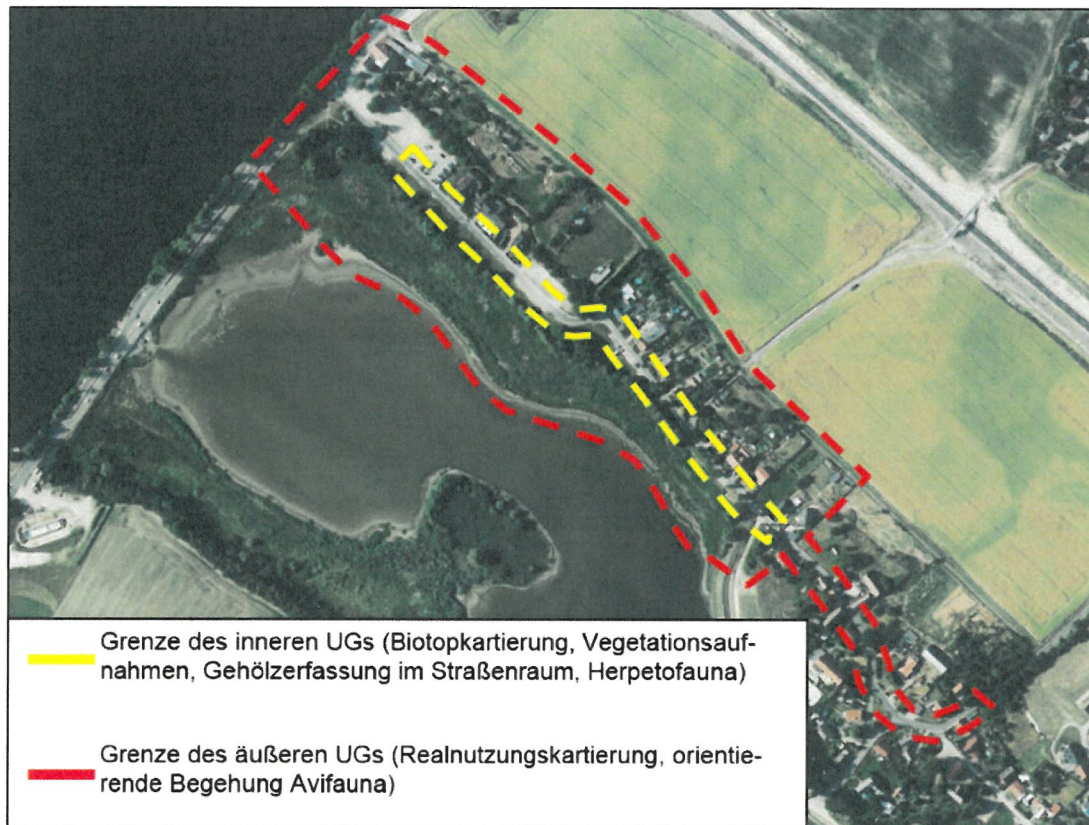 Grenze des inneren UGs (Biotopkartierung, Vegetationsauf-
nahmen, Gehölzerfassung im Straßenraum, Herpetofauna)
Grenze des äußeren UGs (Realnutzungskartierung, orientie-
rende Begehung Avifauna)